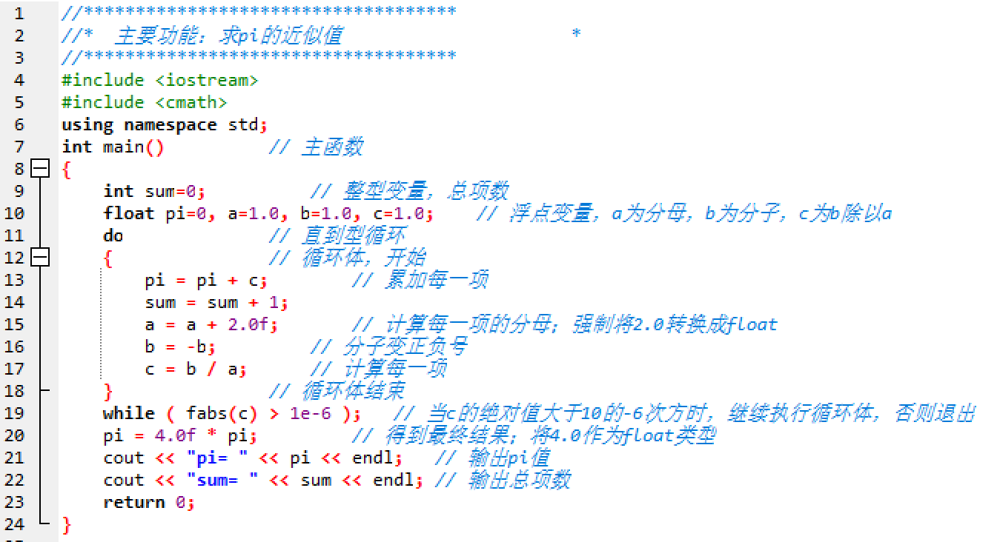 1 //************************************
2 //* 主要功能：求pi的近似值 *
3 //************************************
4 #include <iostream>
5 #include <cmath>
6 using namespace std;
7 int main() // 主函数
8 {
9 int sum=0; // 整型变量，总项数
10 float pi=0, a=1.0, b=1.0, c=1.0; // 浮点变量，a为分母，b为分子，c为b除以a
11 do // 直到型循环
12 { // 循环体，开始
13 pi = pi + c; // 累加每一项
14 sum = sum + 1;
15 a = a + 2.0f; // 计算每一项的分母；强制将2.0转换成float
16 b = -b; // 分子变正负号
17 c = b / a; // 计算每一项
18 } // 循环体结束
19 while ( fabs(c) > 1e-6 ); // 当c的绝对值大于10的-6次方时，继续执行循环体，否则退出
20 pi = 4.0f * pi; // 得到最终结果；将4.0作为float类型
21 cout << "pi= " << pi << endl; // 输出pi值
22 cout << "sum= " << sum << endl; // 输出总项数
23 return 0;
24 }